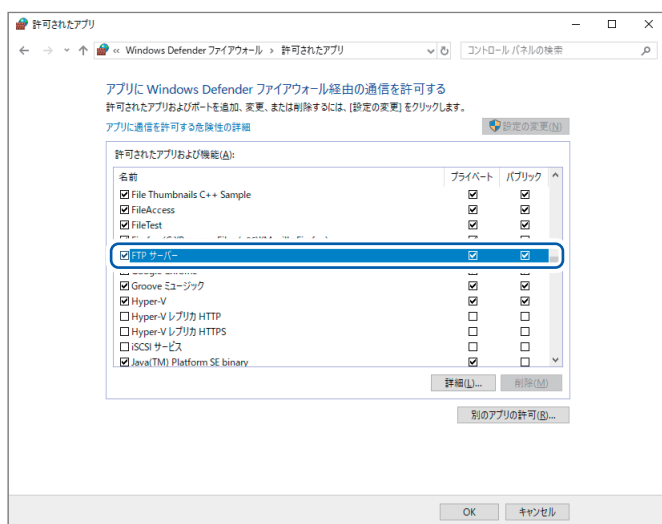 許可されたアプリ
« Windows Defender ファイアウォール > 許可されたアプリ
コントロール パネルの検索
アプリに Windows Defender ファイアウォール経由の通信を許可する
許可されたアプリおよびポートを追加、変更、または削除するには、[設定の変更] をクリックします。
アプリに通信を許可する危険性の詳細
設定の変更(N)
許可されたアプリおよび機能(A):
名前 プライベート パブリック
File Thumbnails C++ Sample
FileAccess
FileTest
FTP サーバー
Google Chrome
Groove ミュージック
Hyper-V
Hyper-V レプリカ HTTP
Hyper-V レプリカ HTTPS
iSCSI サービス
Java(TM) Platform SE binary
詳細(L)... 削除(M)
別のアプリの許可(R)...
OK キャンセル